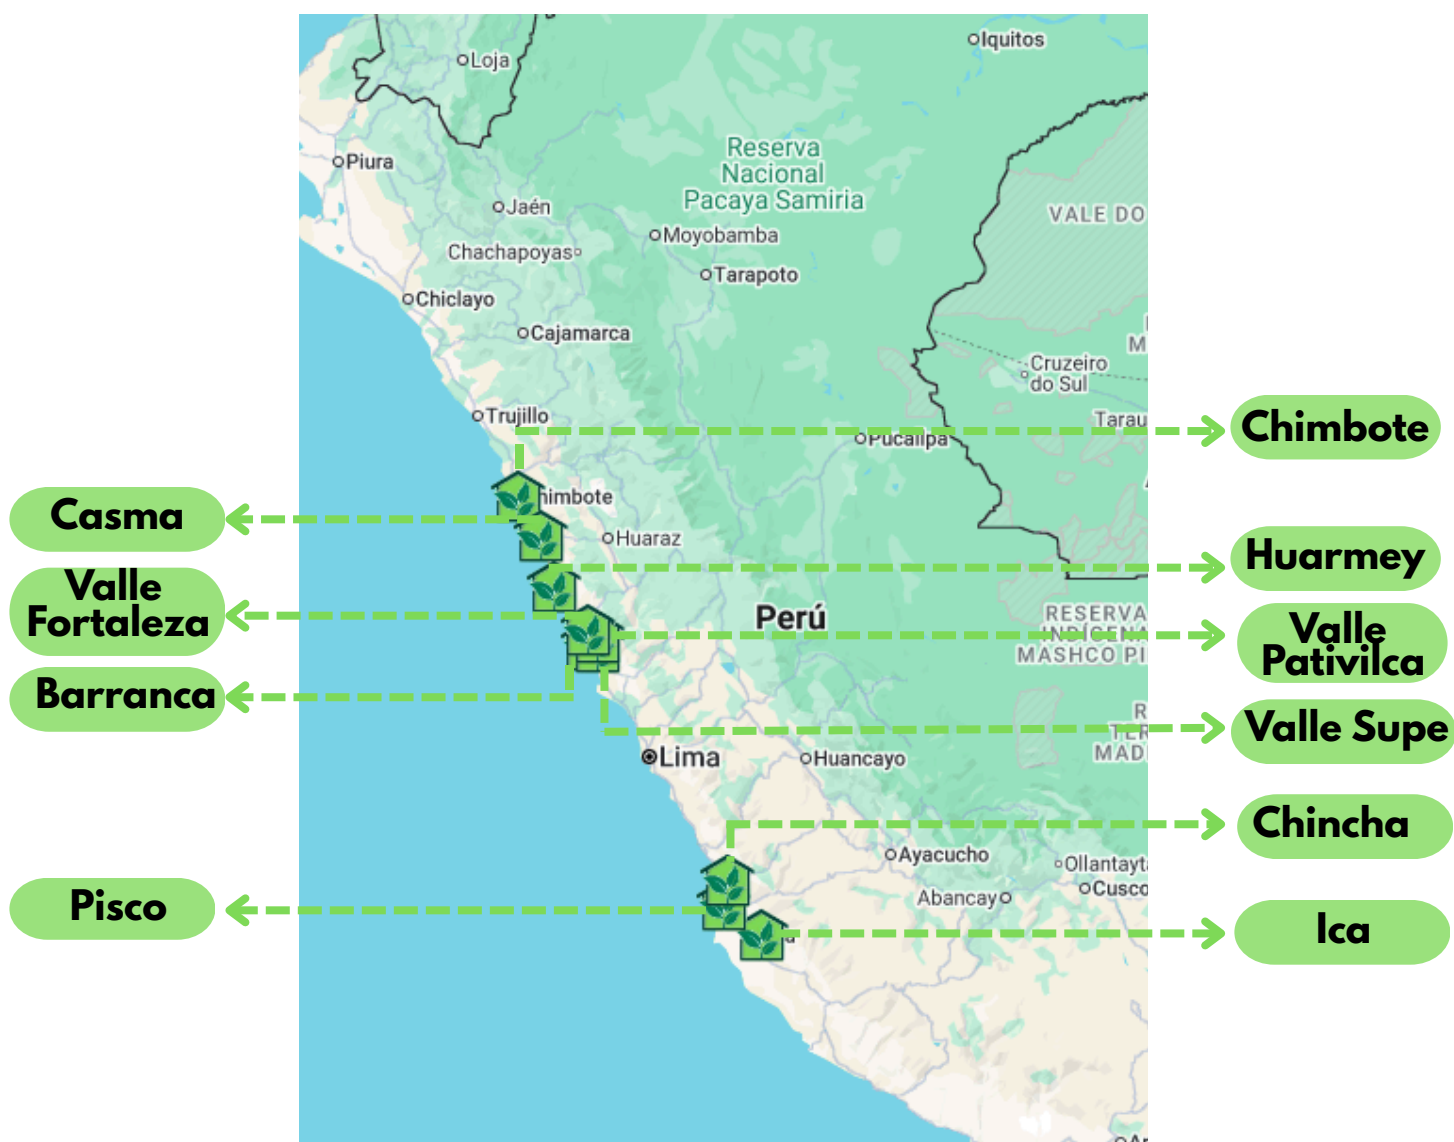 Iquitos
Loja
Reserva
Nacional
Pacaya Samiria
Piura
Jaén
VALE DO
Moyobamba
Chachapoyas
Tarapoto
Chiclayo
Cajamarca
Cruzeiro
do Sul
Trujillo
Chimbote
Pucallpa
himbote
Casma
Huaraz
Huarmey
Valle
Fortaleza
Perú
RESERVA
MASHCO PI
Valle
Pativilca
Barranca
Valle Supe
Lima
Huancayo
Chincha
Ayacucho
Abancay
Cusco
Pisco
Ica